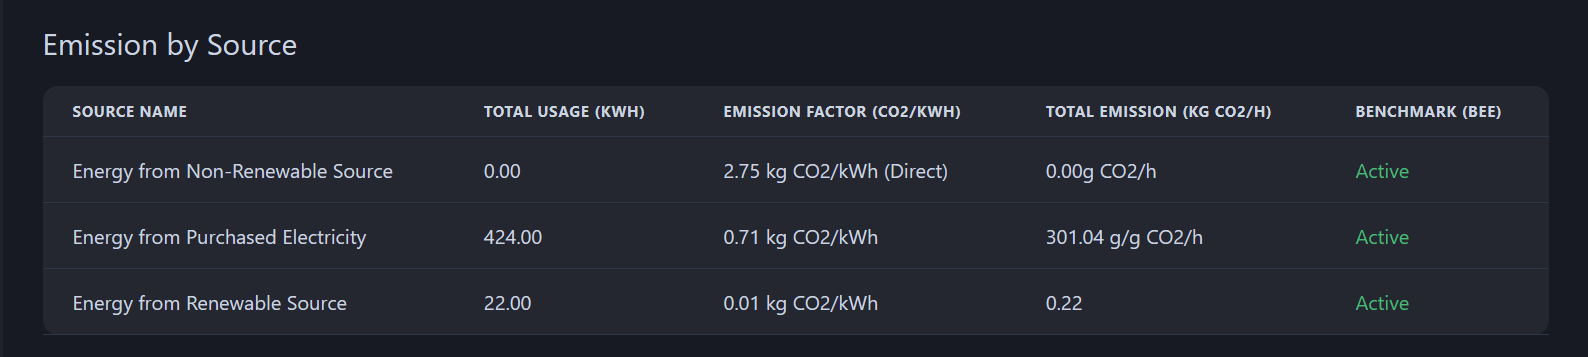 Emission by Source
SOURCE NAME TOTAL USAGE (KWH) EMISSION FACTOR (CO2/KWH) TOTAL EMISSION (KG CO2/H) BENCHMARK (BEE)
Energy from Non-Renewable Source 0.00 2.75 kg CO2/kWh (Direct) 0.00g CO2/h Active
Energy from Purchased Electricity 424.00 0.71 kg CO2/kWh 301.04 g/g CO2/h Active
Energy from Renewable Source 22.00 0.01 kg CO2/kWh 0.22 Active